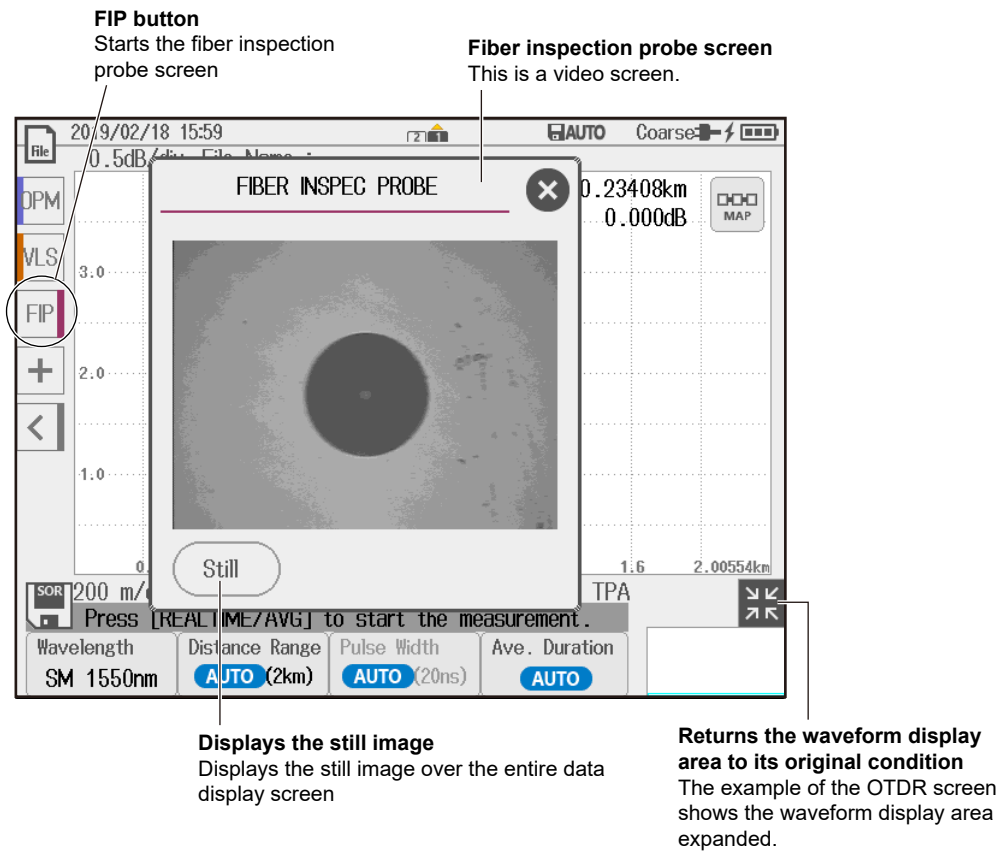 FIP button
Starts the fiber inspection
probe screen
Fiber inspection probe screen
This is a video screen.
2019/02/18 15:59
2 1
AUTO
Coarse
File
0.5dB/div File Name :
OPM
VLS
FIP
FIBER INSPEC PROBE
0.23408km
0.000dB
MAP
3.0
2.0
1.0
Still
1.6
2.00554km
SOR
200 m/
TPA
Press [REALTIME/AVG] to start the measurement.
Wavelength
SM 1550nm
Distance Range
AUTO (2km)
Pulse Width
AUTO (20ns)
Ave. Duration
AUTO
Displays the still image
Displays the still image over the entire data
display screen
Returns the waveform display
area to its original condition
The example of the OTDR screen
shows the waveform display area
expanded.